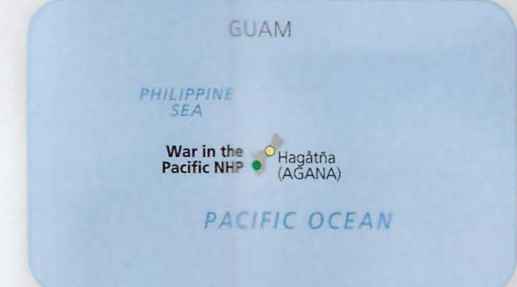 GUAM
PHILIPPINE
SEA
War in the
Pacific NHP
Hagåtña
(AGANA)
PACIFIC OCEAN